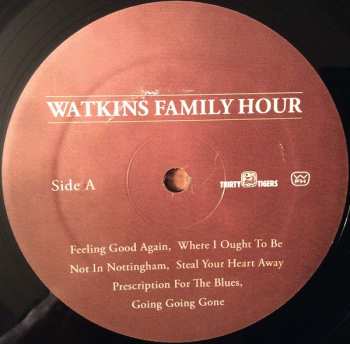 WATKINS FAMILY HOUR
Side A
THIRTY TIGERS
WFH
Feeling Good Again, Where I Ought To Be
Not In Nottingham, Steal Your Heart Away
Prescription For The Blues,
Going Going Gone